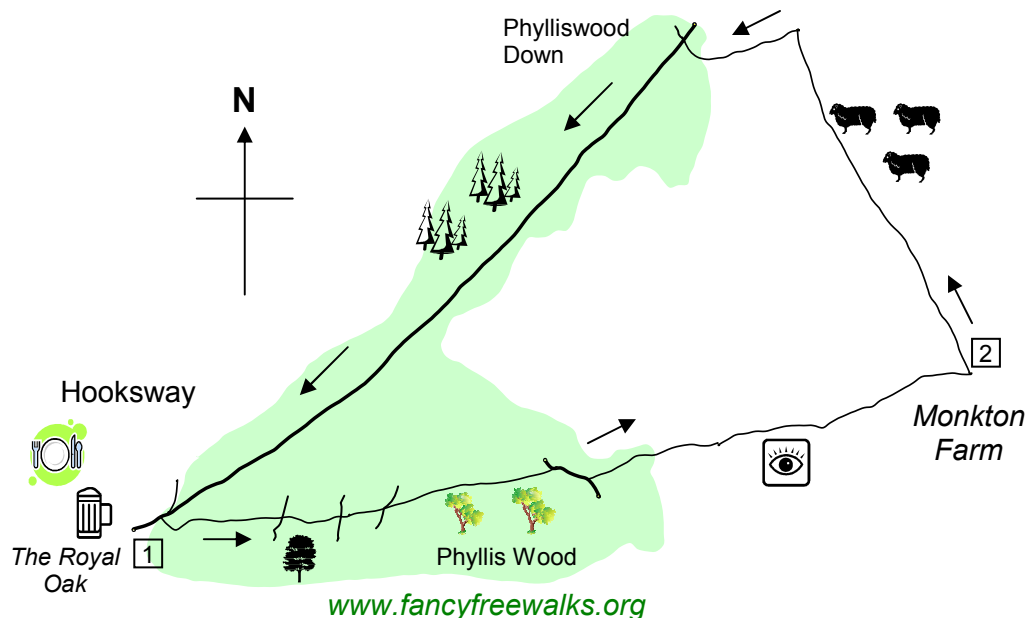 Phylliswood
Down
N
Hooksway
2
Monkton
Farm
1
The Royal
Oak
Phyllis Wood
www.fancyfreewalks.org